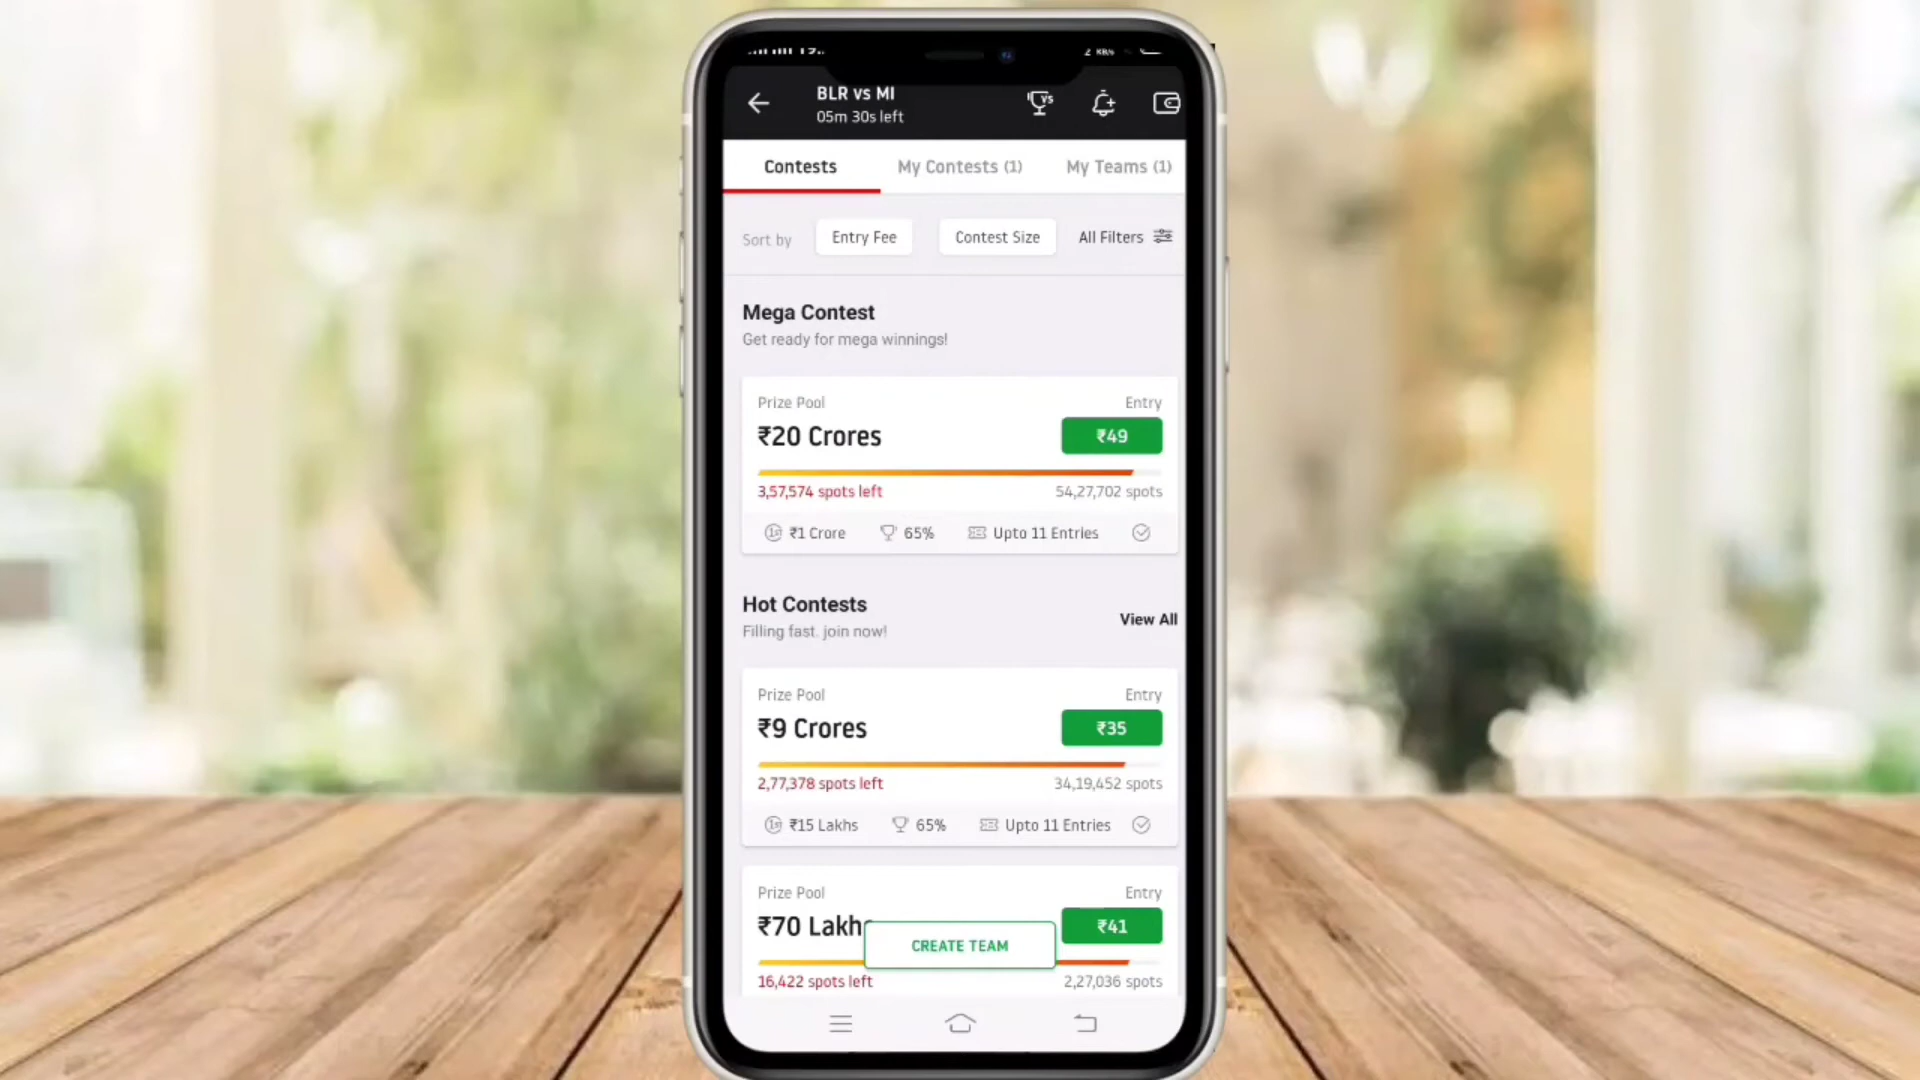 BLR vs MI
05m 30s left
VS
Contests
My Contests (1)
My Teams (1)
Sort by
Entry Fee
Contest Size
All Filters
Mega Contest
Get ready for mega winnings!
Prize Pool
Entry
₹20 Crores
₹49
3,57,574 spots left
54,27,702 spots
1st
₹1 Crore
65%
Upto 11 Entries
Hot Contests
View All
Filling fast. join now!
Prize Pool
Entry
₹9 Crores
₹35
2,77,378 spots left
34,19,452 spots
1st
₹15 Lakhs
65%
Upto 11 Entries
Prize Pool
Entry
₹70 Lakhs
₹41
CREATE TEAM
16,422 spots left
2,27,036 spots